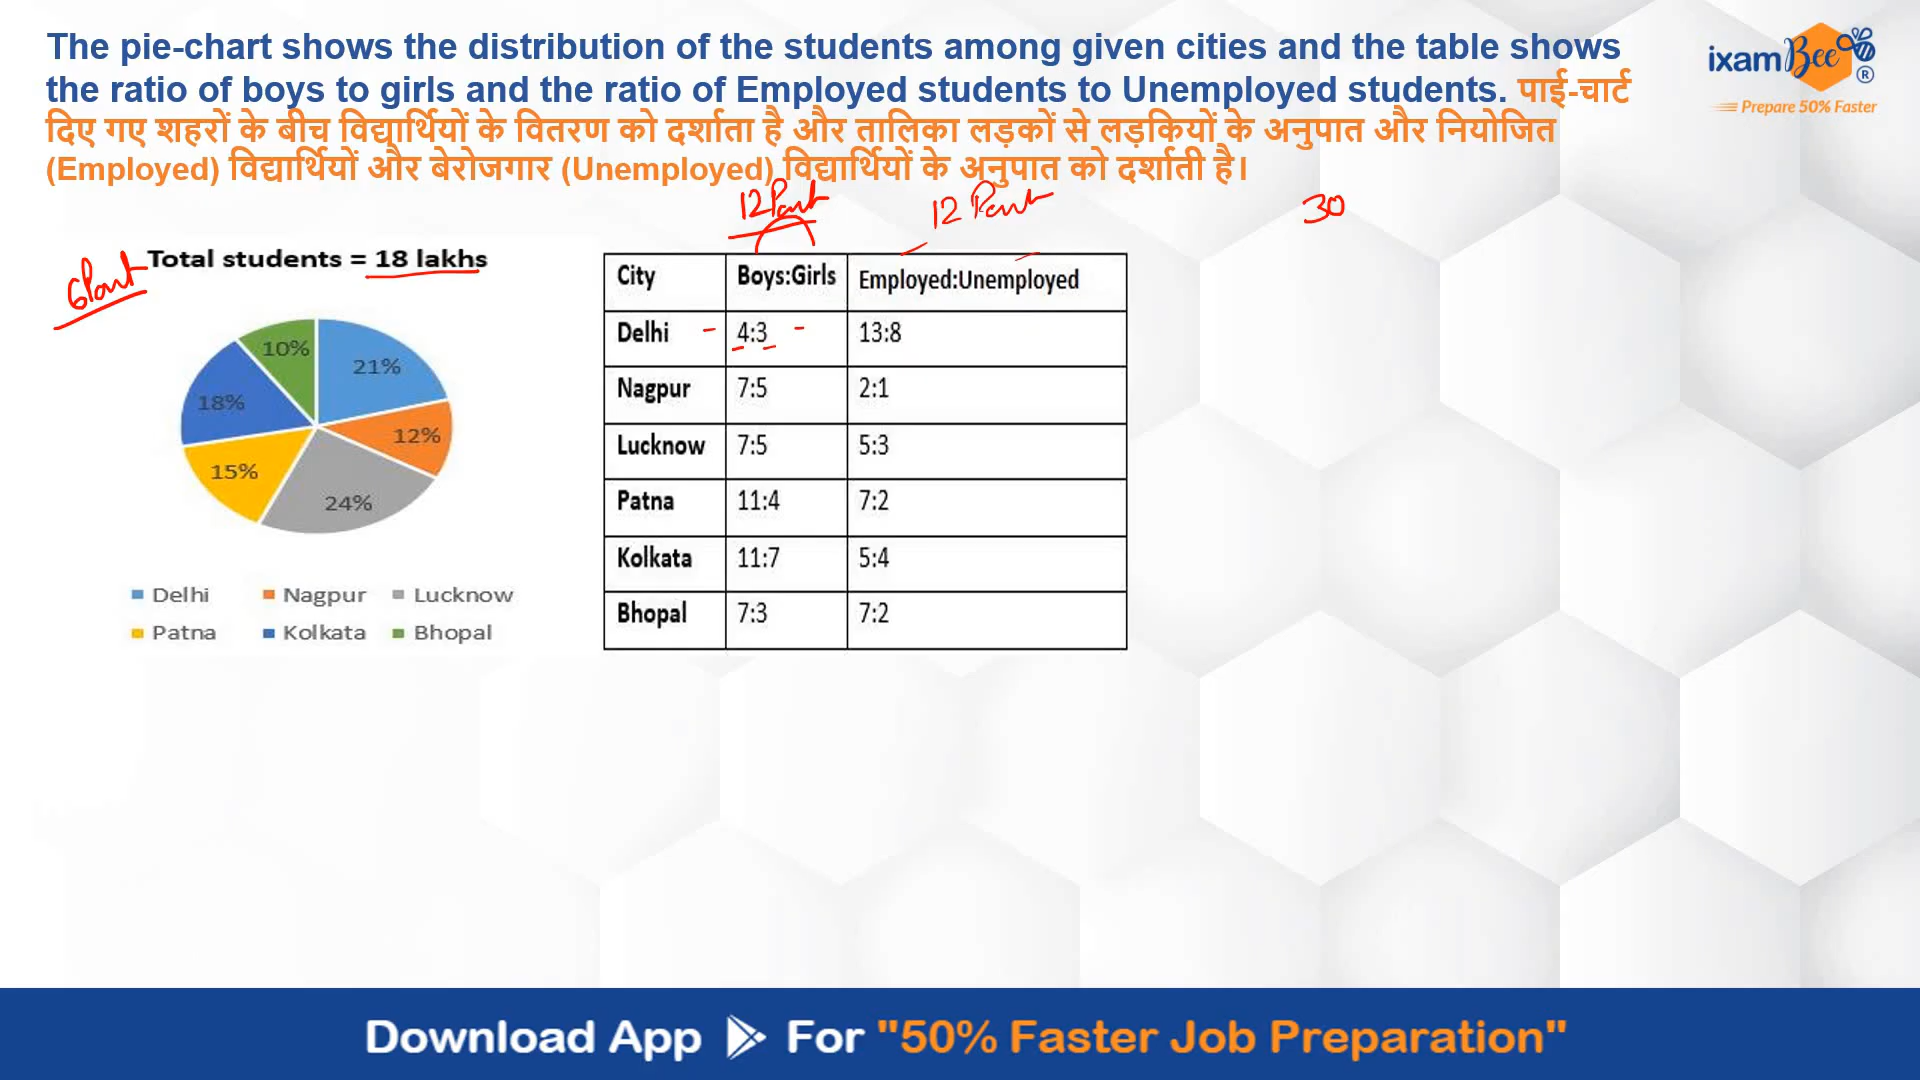 The pie-chart shows the distribution of the students among given cities and the table shows
the ratio of boys to girls and the ratio of Employed students to Unemployed students. पाई-चार्ट
दिए गए शहरों के बीच विद्यार्थियों के वितरण को दर्शाता है और तालिका लड़कों से लड़कियों के अनुपात और नियोजित
(Employed) विद्यार्थियों और बेरोजगार (Unemployed) विद्यार्थियों के अनुपात को दर्शाती है।
ixamBee ®
Prepare 50% Faster
12 Part
12 Part
30
6 Part
Total students = 18 lakhs
10%
21%
18%
12%
15%
24%
Delhi Nagpur Lucknow
Patna Kolkata Bhopal
City Boys:Girls Employed:Unemployed
Delhi 4:3 13:8
Nagpur 7:5 2:1
Lucknow 7:5 5:3
Patna 11:4 7:2
Kolkata 11:7 5:4
Bhopal 7:3 7:2
Download App For "50% Faster Job Preparation"